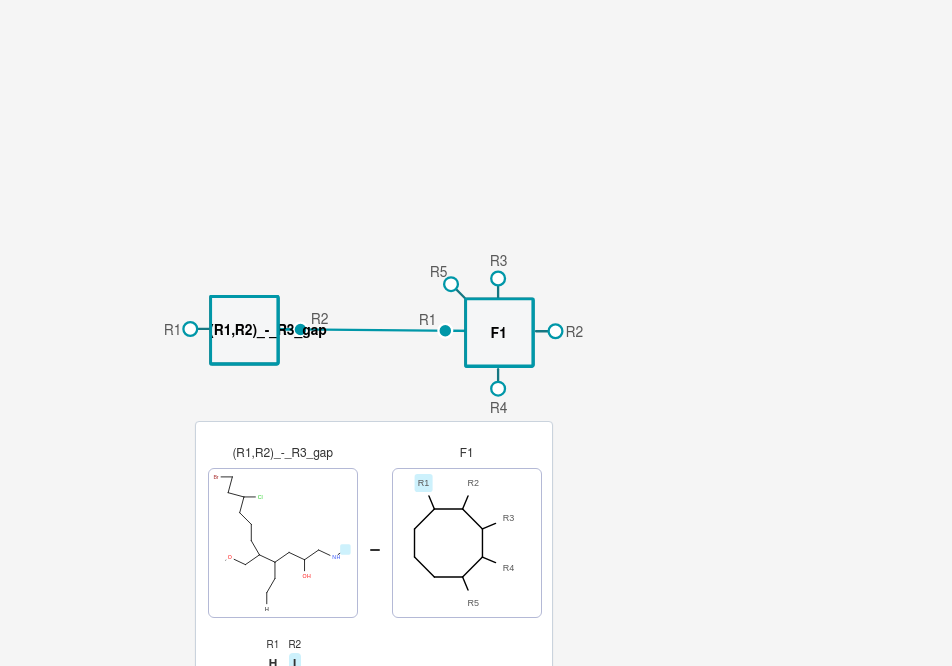 R5
R3
R1
(R1,R2)_-_R3_gap
R2
R1
F1
R2
R4
(R1,R2)_-_R3_gap
F1
Br
Cl
O
NH
OH
H
R1
R2
R3
R4
R5
R1 R2
H